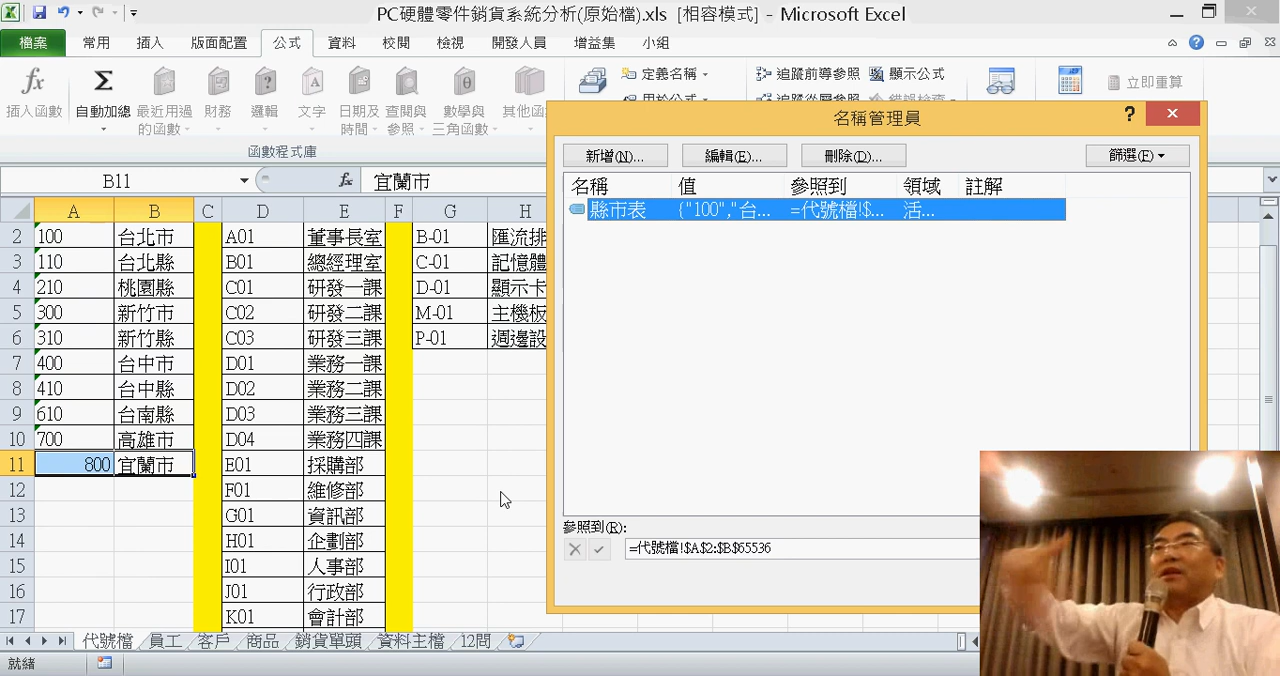 PC硬體零件銷貨系統分析(原始檔).xls [相容模式] - Microsoft Excel
檔案 常用 插入 版面配置 公式 資料 校閱 檢視 開發人員 增益集 小組
fx Σ A θ
插入函數 自動加總 最近用過的函數 財務 邏輯 文字 日期及時間 查閱與參照 數學與三角函數 其他函
定義名稱 追蹤前導參照 顯示公式
立即重算
函數程式庫
B11 fx 宜蘭市
A B C D E F G H
2 100 台北市 A01 董事長室 B-01 匯流排
3 110 台北縣 B01 總經理室 C-01 記憶體
4 210 桃園縣 C01 研發一課 D-01 顯示卡
5 300 新竹市 C02 研發二課 M-01 主機板
6 310 新竹縣 C03 研發三課 P-01 週邊設
7 400 台中市 D01 業務一課
8 410 台中縣 D02 業務二課
9 610 台南縣 D03 業務三課
10 700 高雄市 D04 業務四課
11 800 宜蘭市 E01 採購部
12 F01 維修部
13 G01 資訊部
14 H01 企劃部
15 I01 人事部
16 J01 行政部
17 K01 會計部
代號檔 員工 客戶 商品 銷貨單頭 資料主檔 12問
就緒
名稱管理員
新增(N)... 編輯(E)... 刪除(D)... 篩選(F)
名稱 值 參照到 領域 註解
縣市表 {"100","台... =代號檔!$... 活...
參照到(R):
=代號檔!$A$2:$B$65536